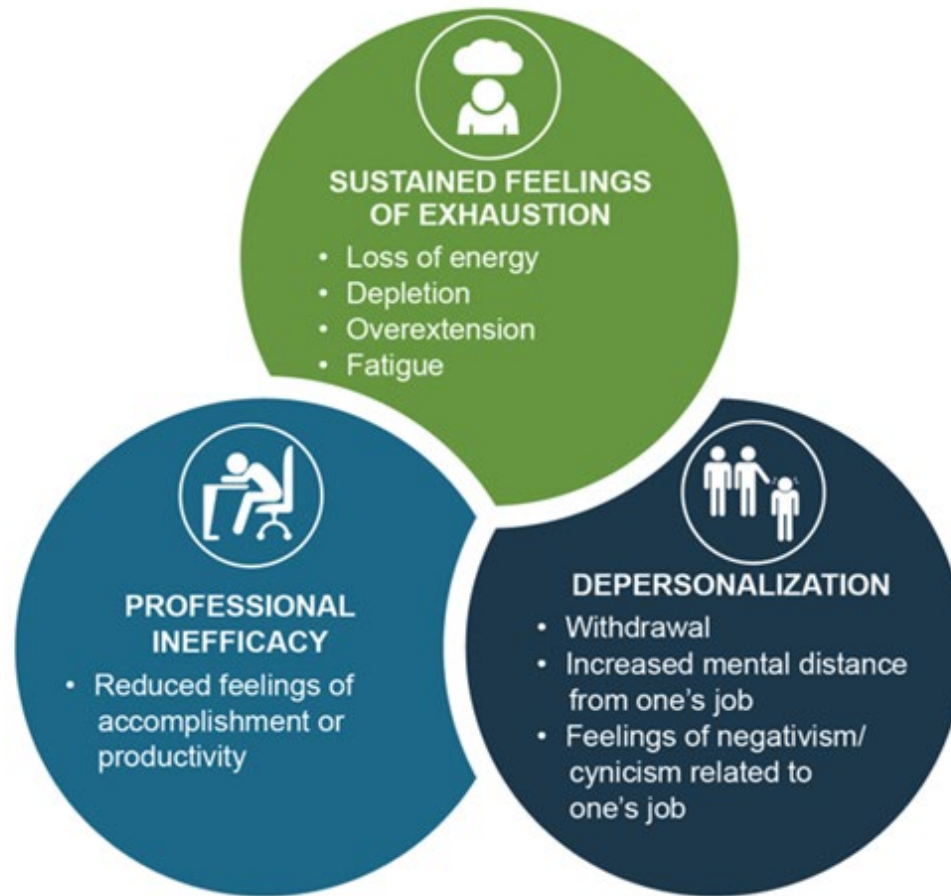 SUSTAINED FEELINGS
OF EXHAUSTION
• Loss of energy
• Depletion
• Overextension
• Fatigue
PROFESSIONAL
INEFFICACY
• Reduced feelings of
accomplishment or
productivity
DEPERSONALIZATION
• Withdrawal
• Increased mental distance
from one’s job
• Feelings of negativism/
cynicism related to
one’s job